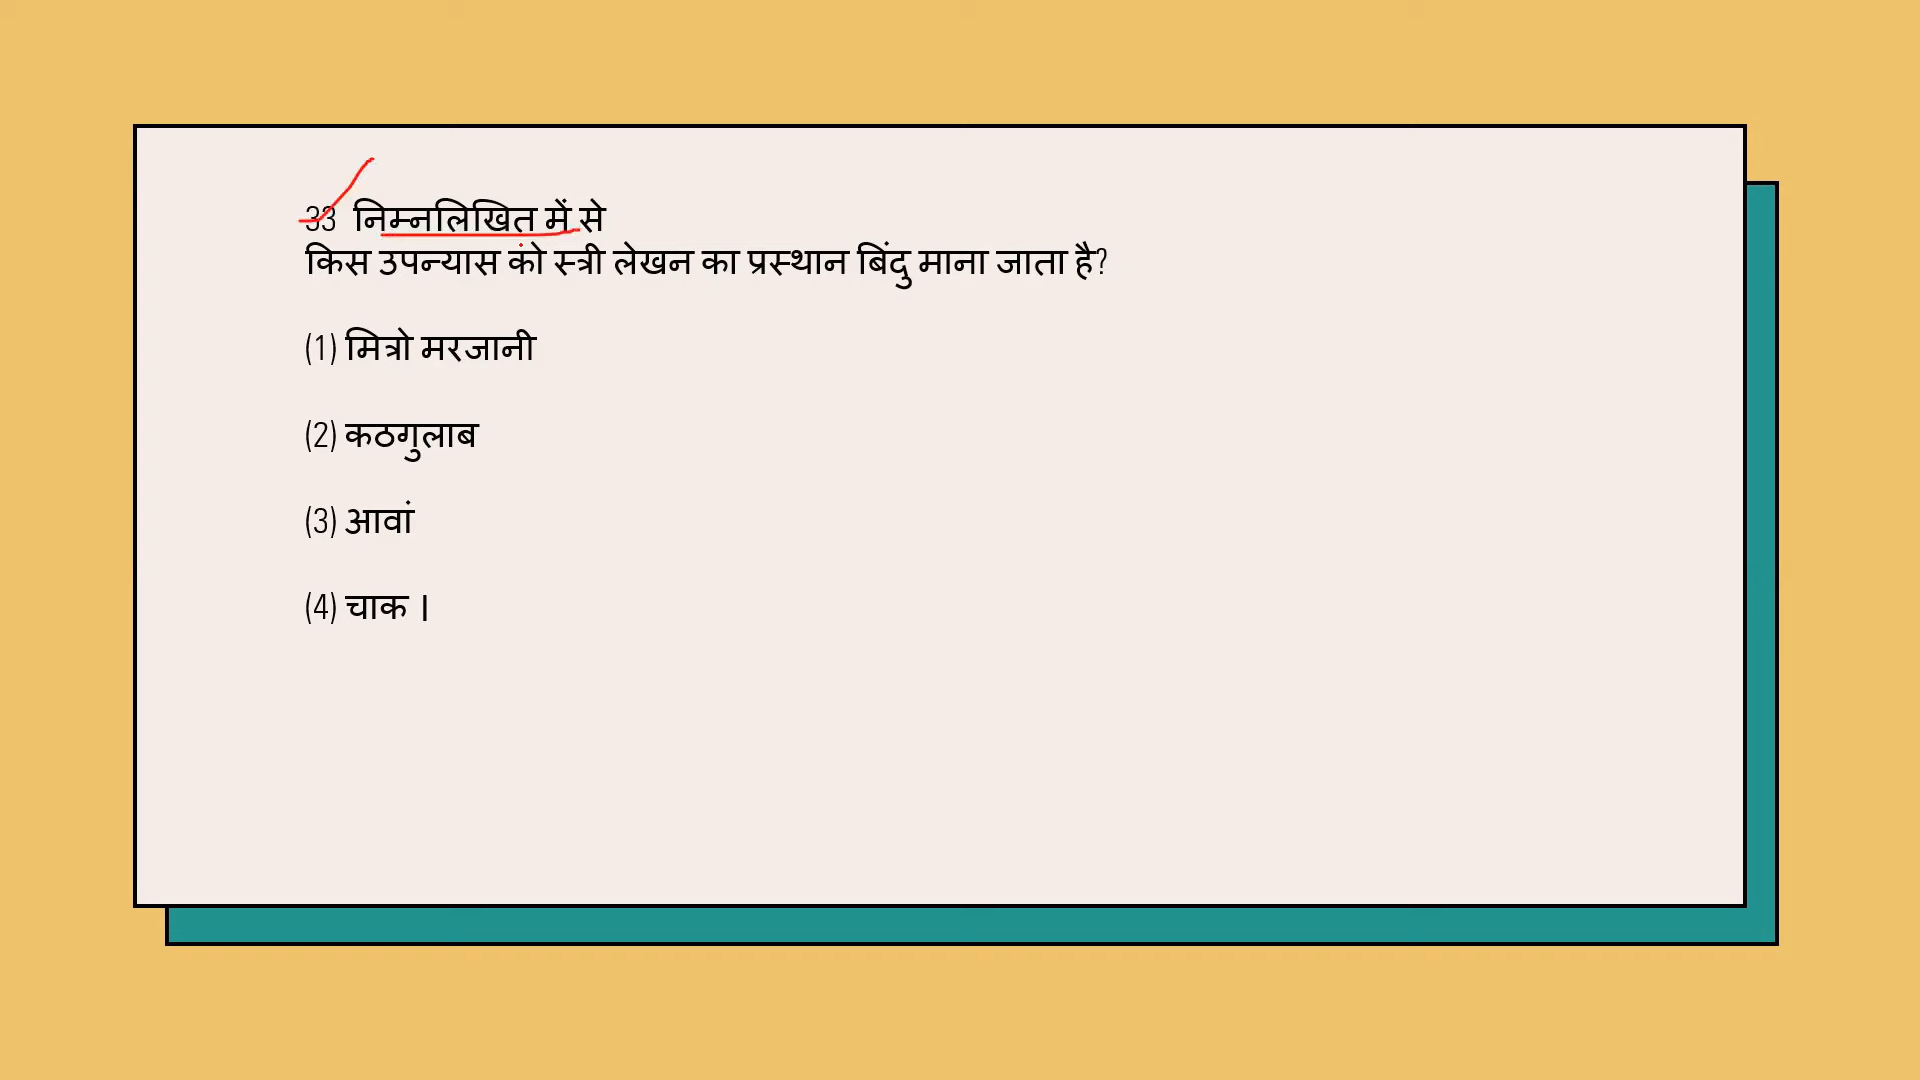 33 निम्नलिखित में से
किस उपन्यास को स्त्री लेखन का प्रस्थान बिंदु माना जाता है?
(1) मित्रो मरजानी
(2) कठगुलाब
(3) आवां
(4) चाक ।